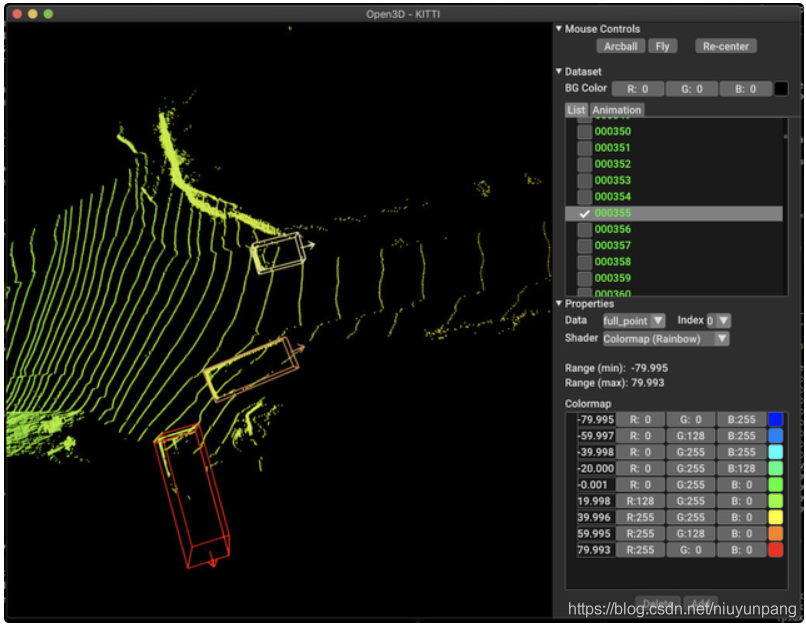 Open3D - KITTI
Mouse Controls
Arcball Fly Re-center
Dataset
BG Color R: 0 G: 0 B: 0
List Animation
000350
000351
000352
000353
000354
000355
000356
000357
000358
000359
000360
Properties
Data full_point Index 0
Shader Colormap (Rainbow)
Range (min): -79.995
Range (max): 79.993
Colormap
-79.995 R: 0 G: 0 B:255
-59.997 R: 0 G:128 B:255
-39.998 R: 0 G:255 B:255
-20.000 R: 0 G:255 B:128
-0.001 R: 0 G:255 B: 0
19.998 R:128 G:255 B: 0
39.996 R:255 G:255 B: 0
59.995 R:255 G:128 B: 0
79.993 R:255 G: 0 B: 0
Delete Add
https://blog.csdn.net/niuyunpang